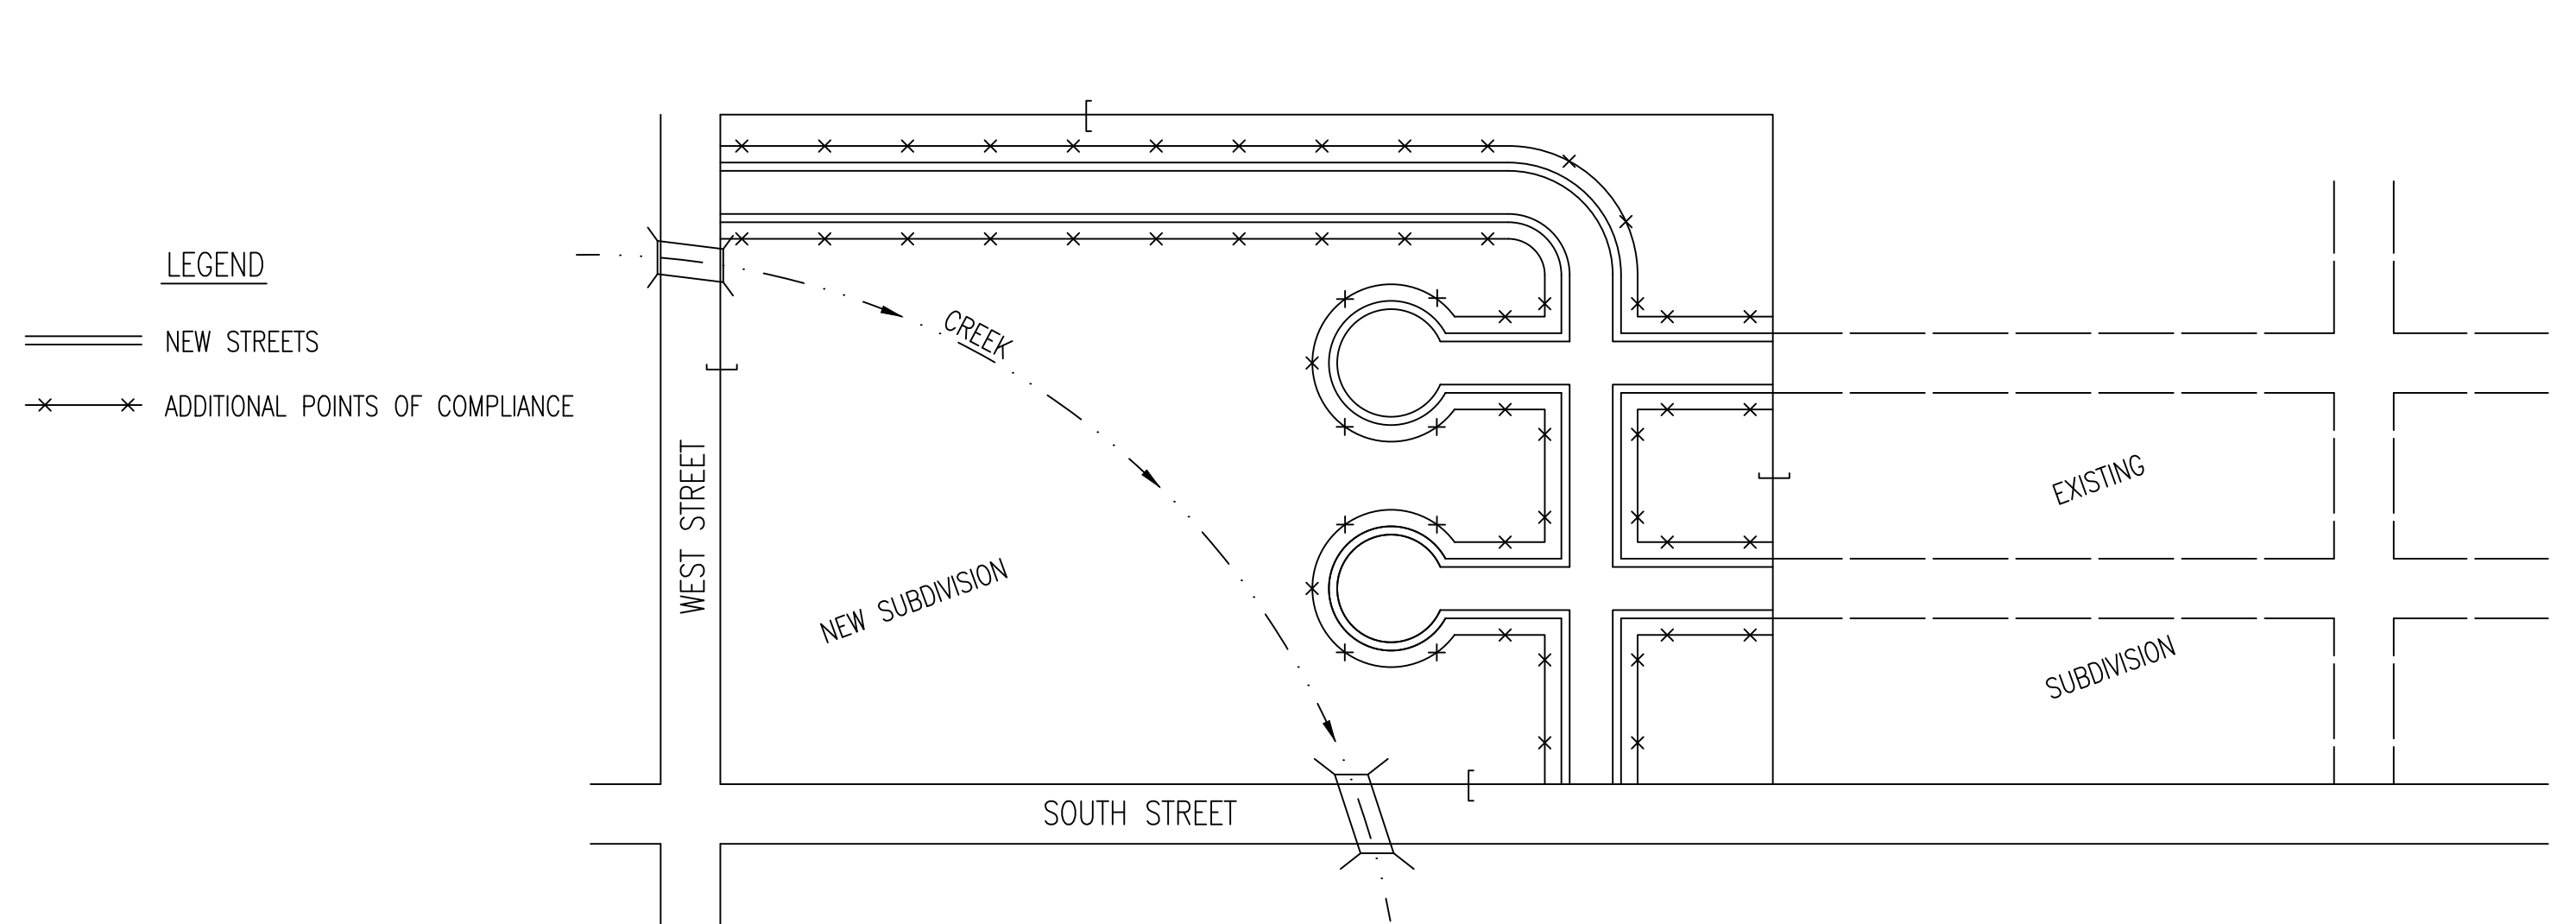 LEGEND
NEW STREETS
ADDITIONAL POINTS OF COMPLIANCE
CREEK
WEST STREET
NEW SUBDIVISION
SOUTH STREET
EXISTING
SUBDIVISION